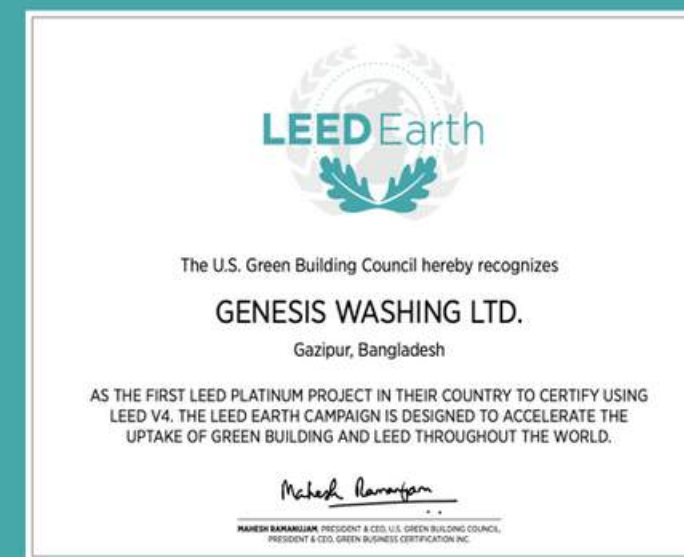 LEED Earth
The U.S. Green Building Council hereby recognizes
GENESIS WASHING LTD.
Gazipur, Bangladesh
AS THE FIRST LEED PLATINUM PROJECT IN THEIR COUNTRY TO CERTIFY USING
LEED V4. THE LEED EARTH CAMPAIGN IS DESIGNED TO ACCELERATE THE
UPTAKE OF GREEN BUILDING AND LEED THROUGHOUT THE WORLD.
Mahesh Ramanujam
MAHESH RAMANUJAM, PRESIDENT & CEO, U.S. GREEN BUILDING COUNCIL,
PRESIDENT & CEO, GREEN BUSINESS CERTIFICATION INC.